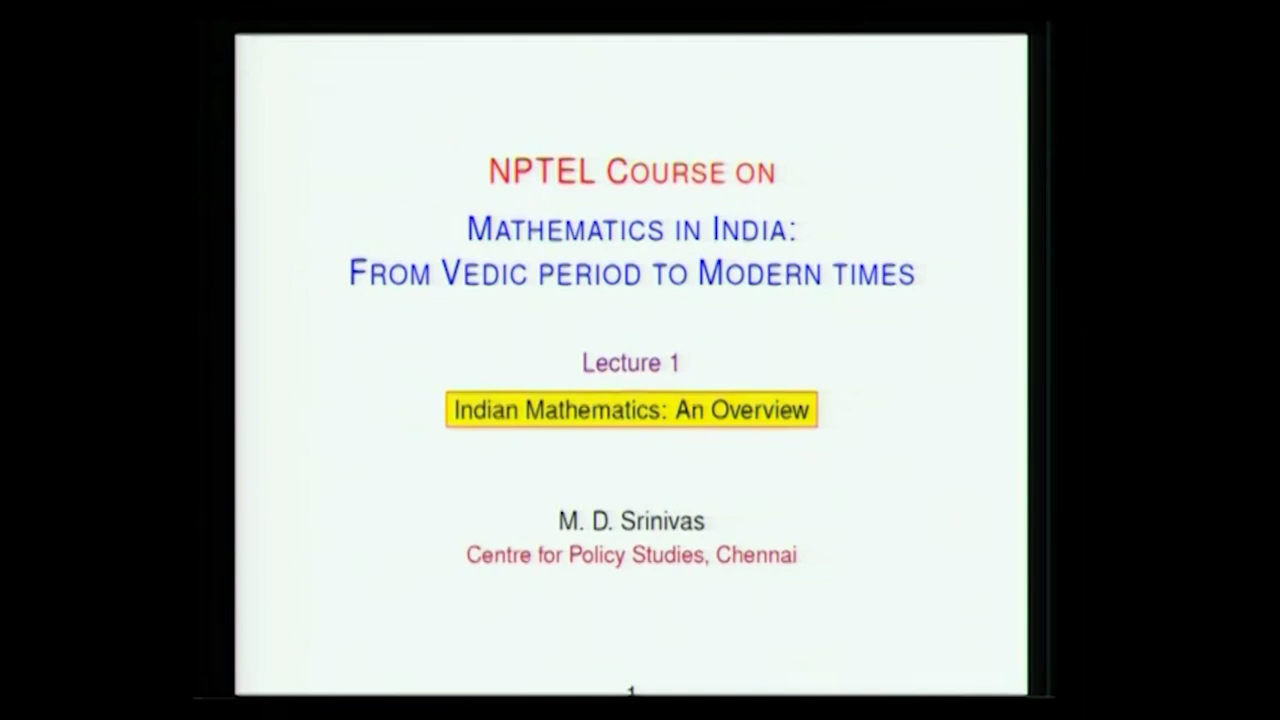 NPTEL COURSE ON
MATHEMATICS IN INDIA:
FROM VEDIC PERIOD TO MODERN TIMES
Lecture 1
Indian Mathematics: An Overview
M. D. Srinivas
Centre for Policy Studies, Chennai
1